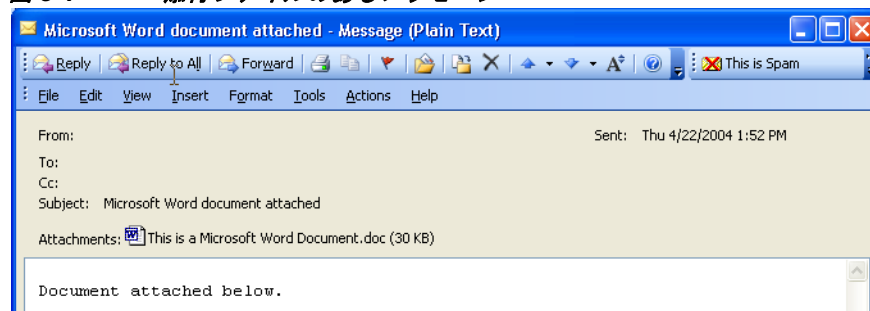 Microsoft Word document attached - Message (Plain Text)
Reply Reply to All Forward This is Spam
File Edit View Insert Format Tools Actions Help
From: Sent: Thu 4/22/2004 1:52 PM
To:
Cc:
Subject: Microsoft Word document attached
Attachments: This is a Microsoft Word Document.doc (30 KB)
Document attached below.